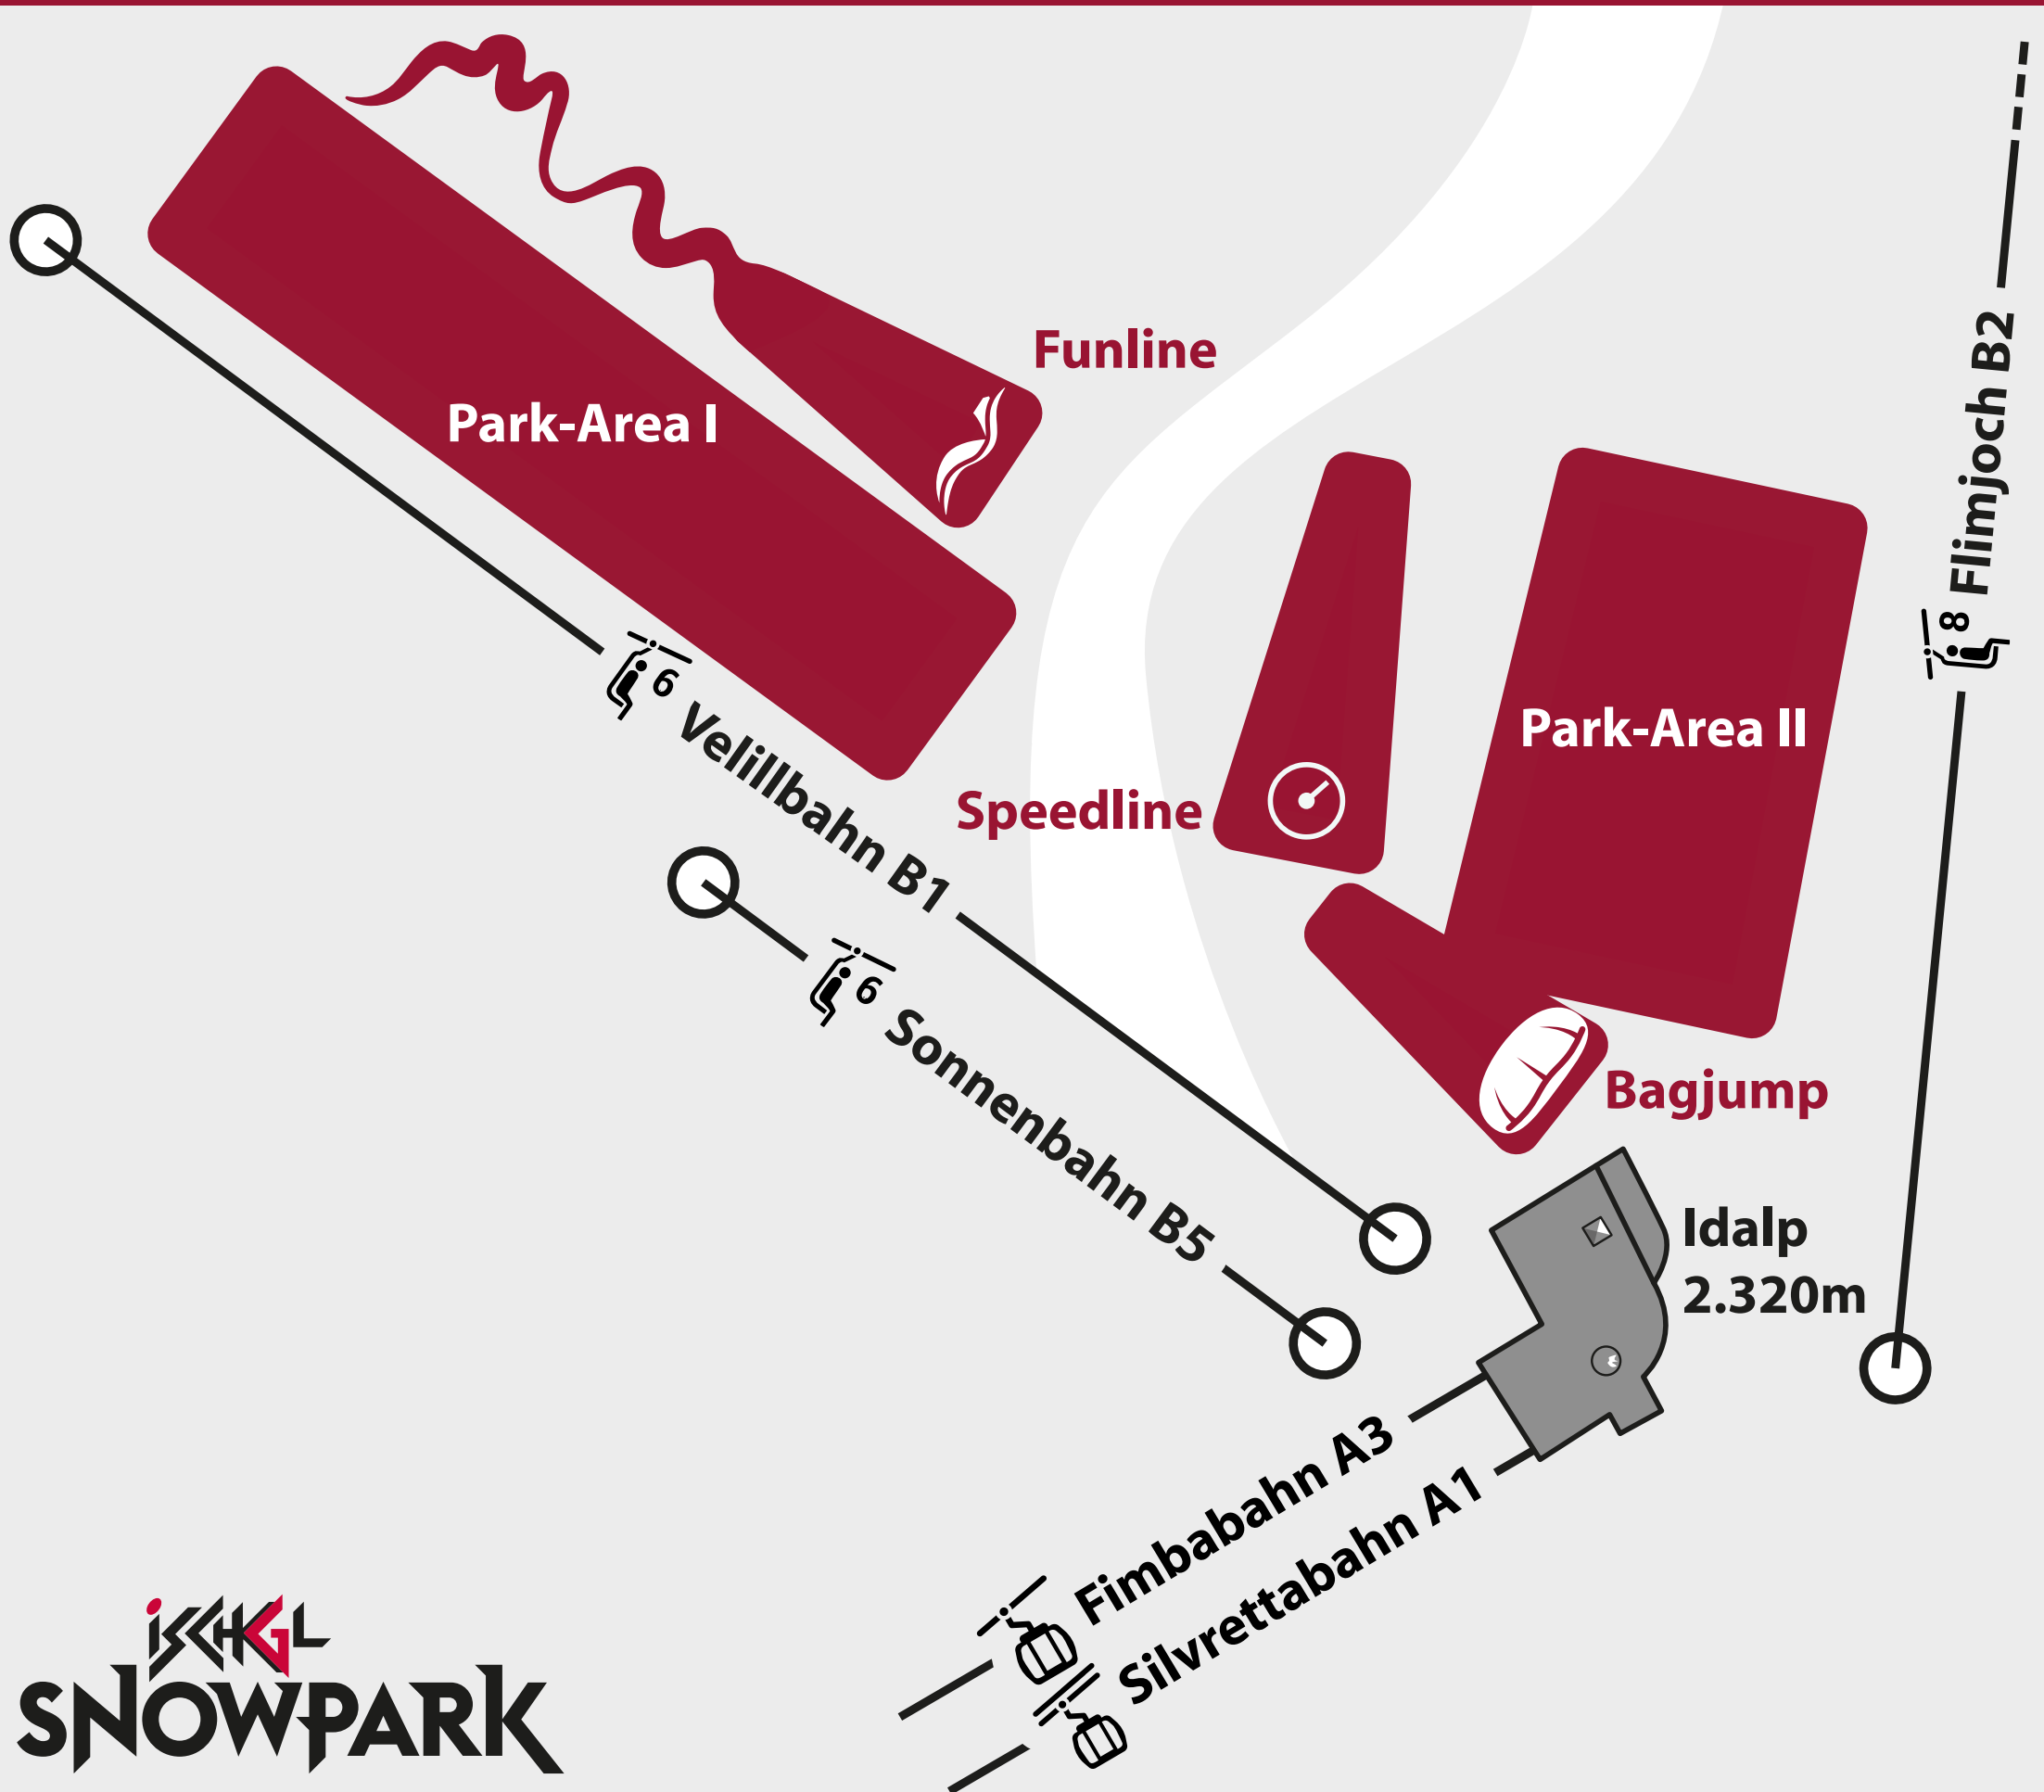 Funline
Park-Area I
Flimjoch B2
8
6
Velillbahn B1
Speedline
Park-Area II
6
Sonnenbahn B5
Bagjump
Idalp
2.320m
Fimbabahn A3
Silvrettabahn A1
ISCHGL
SNOWPARK